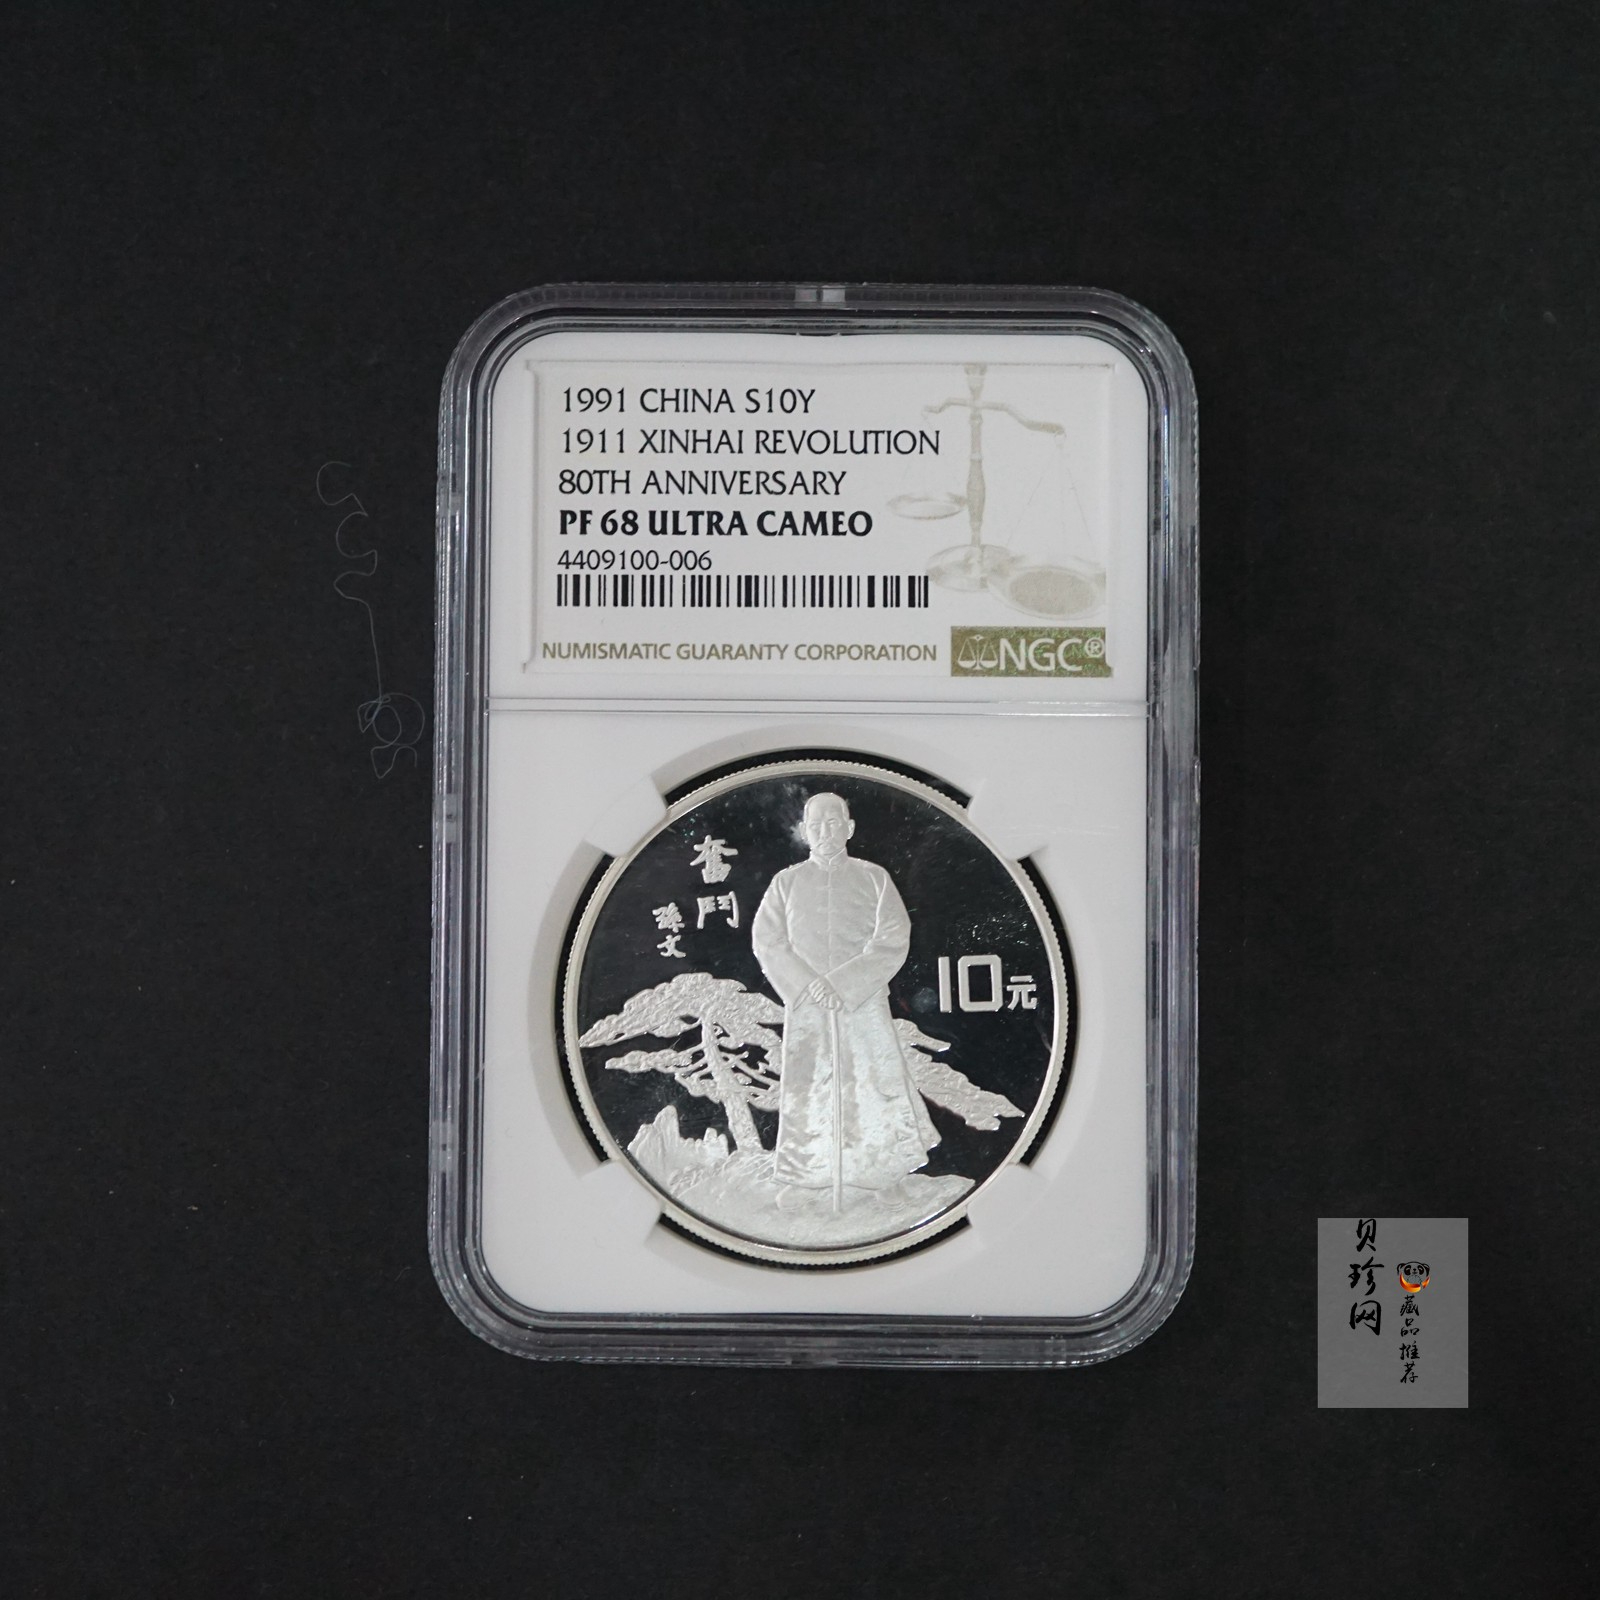 1991 CHINA S10Y
1911 XINHAI REVOLUTION
80TH ANNIVERSARY
PF 68 ULTRA CAMEO
4409100-006
NUMISMATIC GUARANTY CORPORATION
NGC®
奮鬥
孫文
10元
贝珍网
藏品推荐